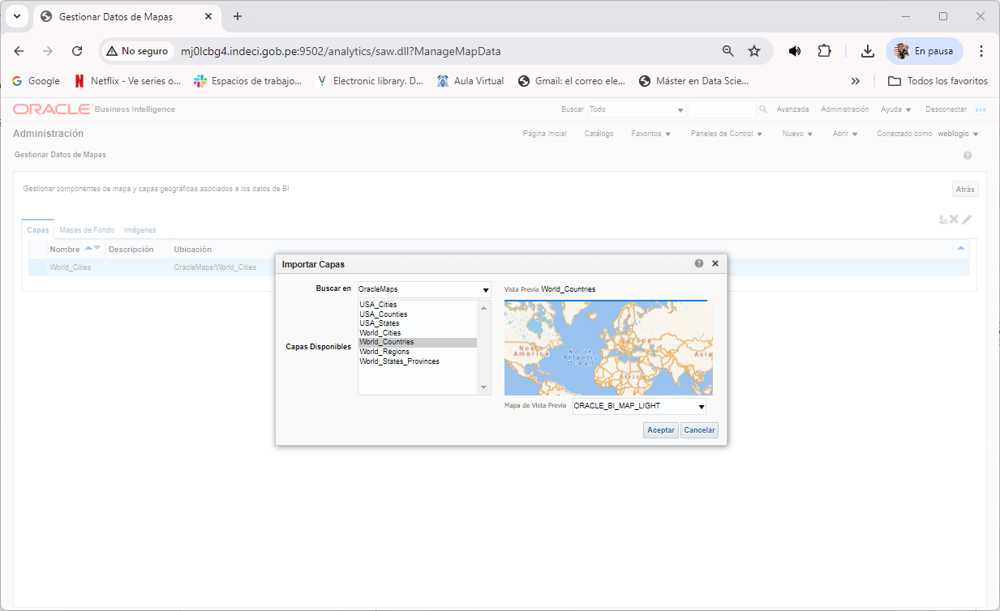 Gestionar Datos de Mapas
No seguro
mj0lcbg4.indeci.gob.pe:9502/analytics/saw.dll?ManageMapData
En pausa
Google
Netflix - Ve series o...
Espacios de trabajo...
Electronic library. D...
Aula Virtual
Gmail: el correo ele...
Máster en Data Scie...
Todos los favoritos
ORACLE Business Intelligence
Buscar Todo
Avanzada
Administración
Ayuda
Desconectar
Administración
Página Inicial
Catálogo
Favoritos
Paneles de Control
Nuevo
Abrir
Conectado como weblogic
Gestionar Datos de Mapas
Gestionar componentes de mapa y capas geográficas asociados a los datos de BI
Atrás
Capas
Mapas de Fondo
Imágenes
Nombre Descripción Ubicación
World_Cities OracleMaps/World_Cities
Importar Capas
Buscar en OracleMaps
Capas Disponibles
USA_Cities
USA_Counties
USA_States
World_Cities
World_Countries
World_Regions
World_States_Provinces
Vista Previa World_Countries
North America
North Atlantic Ocean
Europe
Asia
Africa
Mapa de Vista Previa ORACLE_BI_MAP_LIGHT
Aceptar
Cancelar